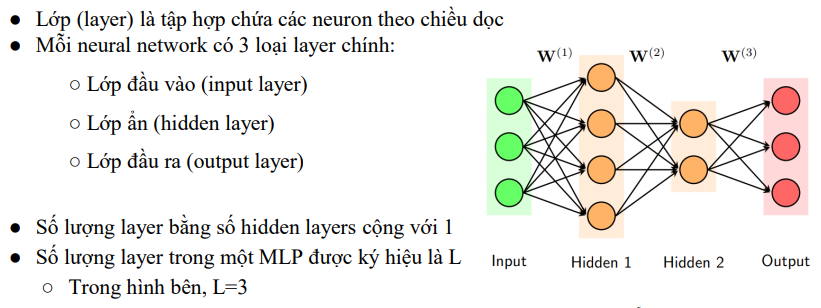 ● Lớp (layer) là tập hợp chứa các neuron theo chiều dọc
● Mỗi neural network có 3 loại layer chính:
○ Lớp đầu vào (input layer)
○ Lớp ẩn (hidden layer)
○ Lớp đầu ra (output layer)
● Số lượng layer bằng số hidden layers cộng với 1
● Số lượng layer trong một MLP được ký hiệu là L
○ Trong hình bên, L=3
W⁽¹⁾ W⁽²⁾ W⁽³⁾
Input Hidden 1 Hidden 2 Output